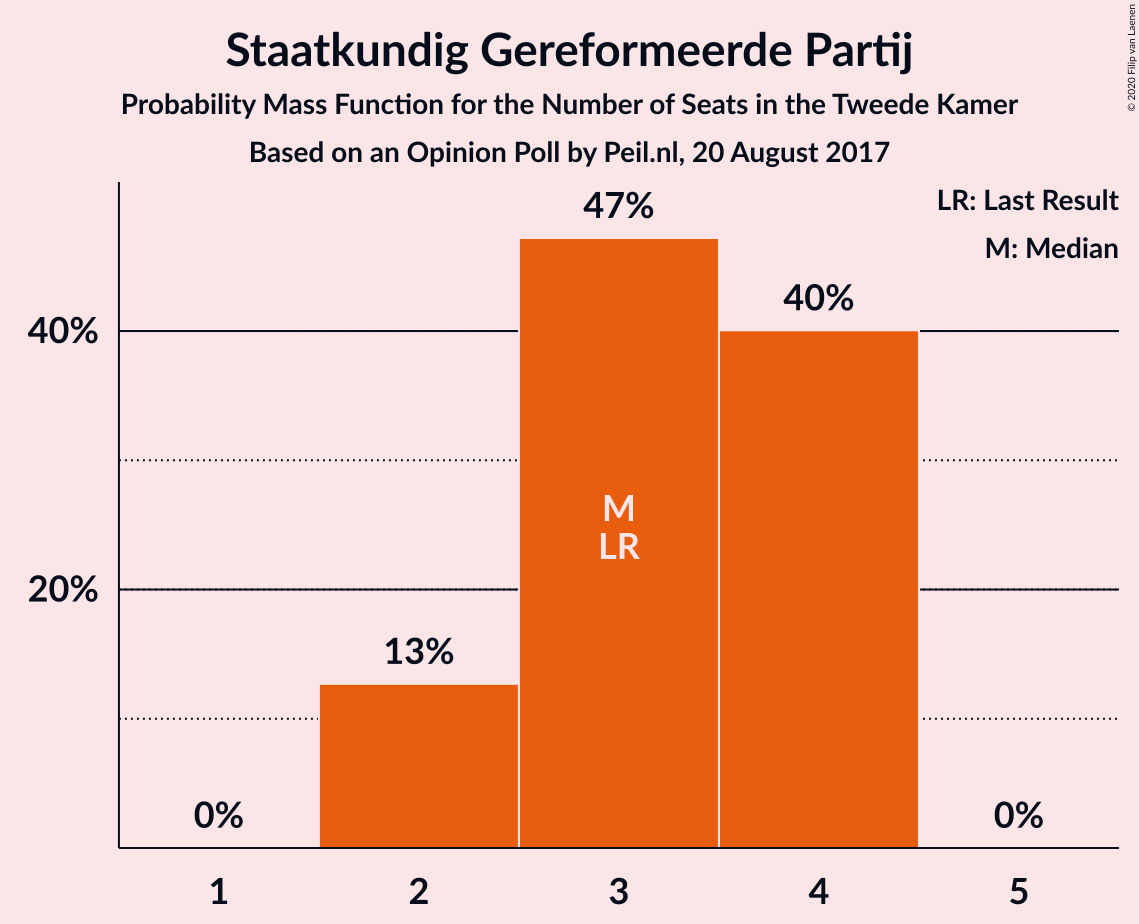 Staatkundig Gereformeerde Partij
Probability Mass Function for the Number of Seats in the Tweede Kamer
Based on an Opinion Poll by Peil.nl, 20 August 2017
© 2020 Filip van Laenen
LR: Last Result
M: Median
47%
40%
40%
M
LR
20%
13%
0%
0%
1
2
3
4
5